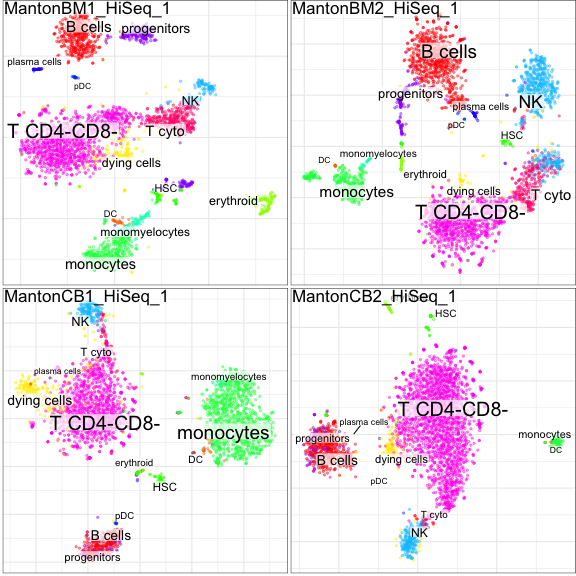 MantonBM1_HiSeq_1
B cells
progenitors
plasma cells
pDC
NK
T CD4-CD8-
T cyto
dying cells
HSC
erythroid
DC
monomyelocytes
monocytes
MantonBM2_HiSeq_1
B cells
progenitors
NK
plasma cells
pDC
HSC
monomyelocytes
DC
erythroid
monocytes
dying cells
T cyto
T CD4-CD8-
MantonCB1_HiSeq_1
NK
T cyto
plasma cells
monomyelocytes
dying cells
T CD4-CD8-
monocytes
erythroid
DC
HSC
pDC
B cells
progenitors
MantonCB2_HiSeq_1
HSC
T CD4-CD8-
plasma cells
progenitors
monocytes
DC
B cells
dying cells
pDC
T cyto
NK